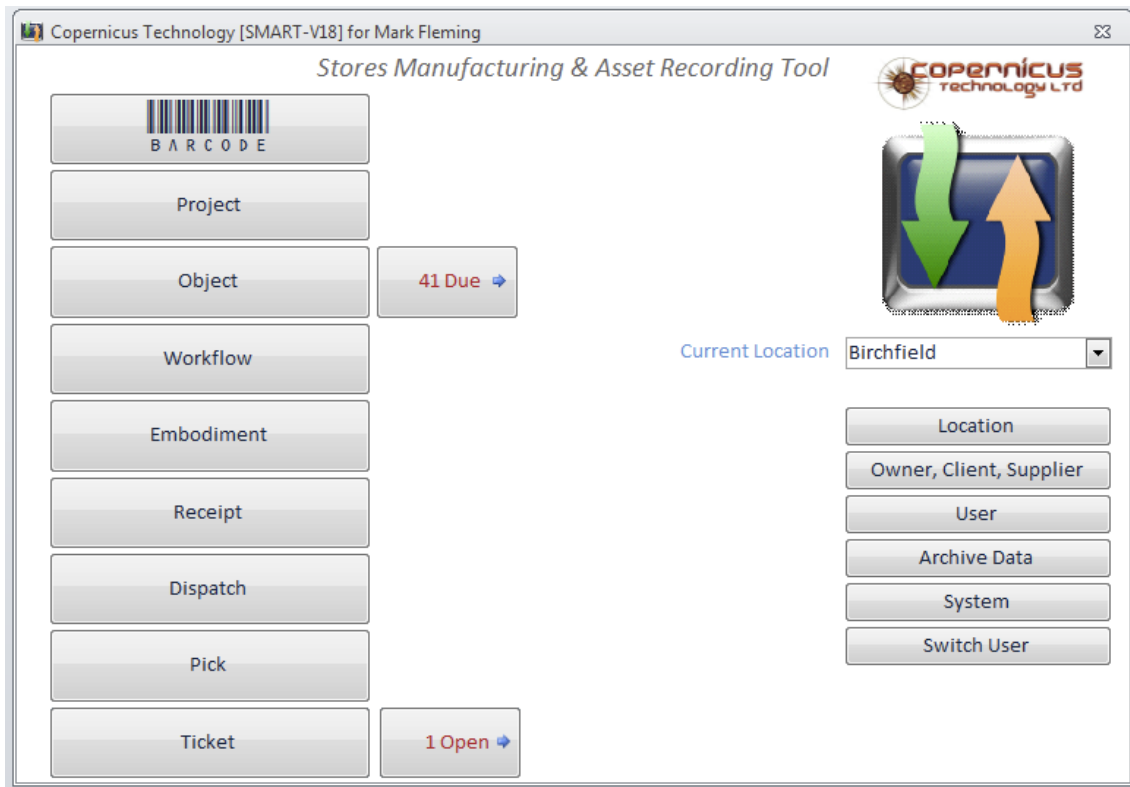 Copernicus Technology [SMART-V18] for Mark Fleming
Stores Manufacturing & Asset Recording Tool
COPERNICUS
TECHNOLOGY LTD
BARCODE
Project
Object
41 Due
Workflow
Current Location
Birchfield
Embodiment
Receipt
Dispatch
Pick
Ticket
1 Open
Location
Owner, Client, Supplier
User
Archive Data
System
Switch User